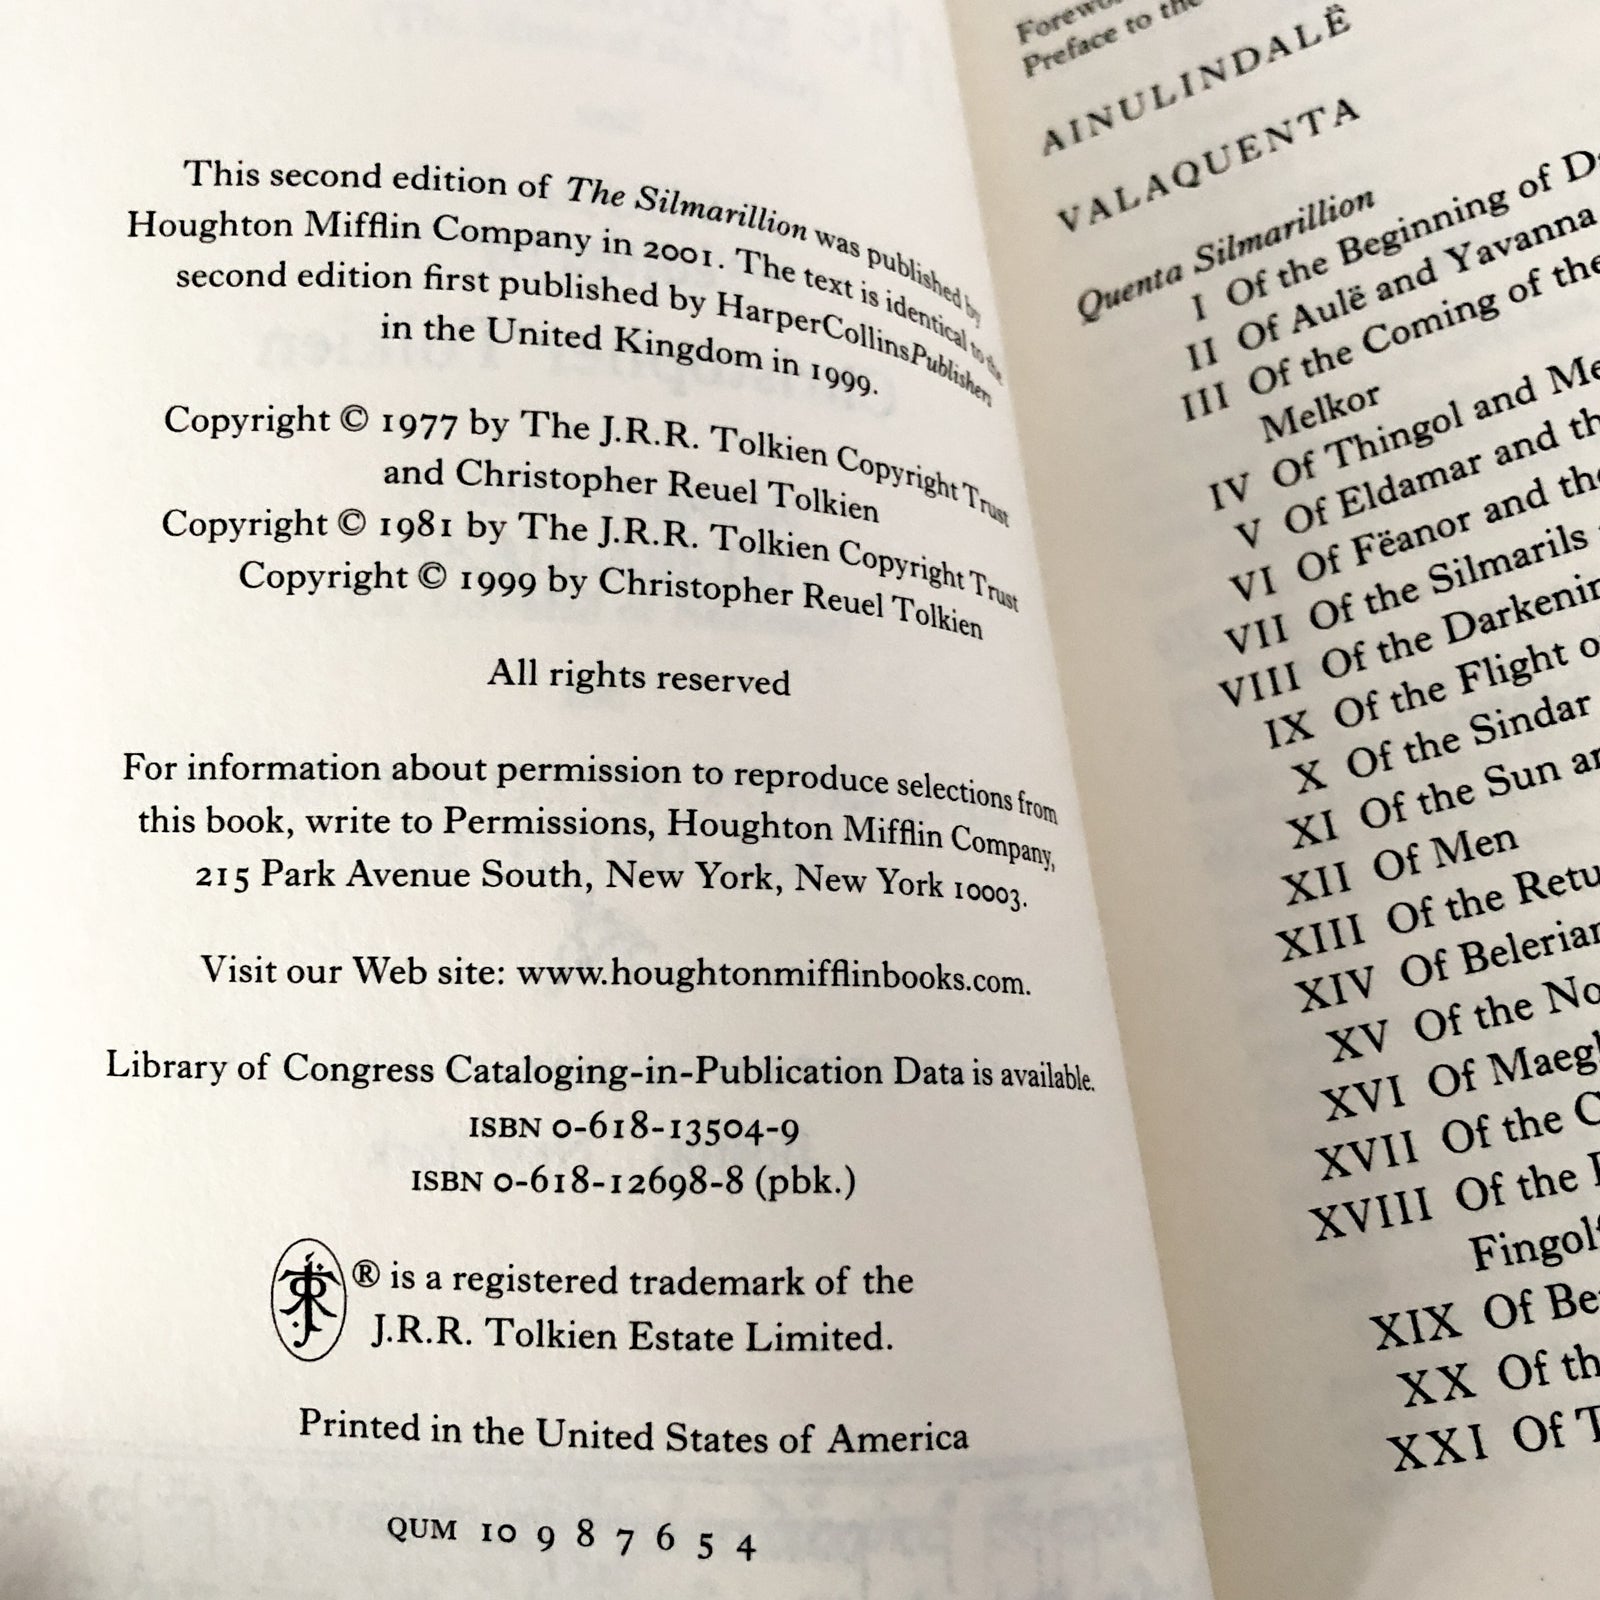 This second edition of The Silmarillion was published by
Houghton Mifflin Company in 2001. The text is identical to the
second edition first published by HarperCollinsPublishers
in the United Kingdom in 1999.
Copyright © 1977 by The J.R.R. Tolkien Copyright Trust
and Christopher Reuel Tolkien
Copyright © 1981 by The J.R.R. Tolkien Copyright Trust
Copyright © 1999 by Christopher Reuel Tolkien
All rights reserved
For information about permission to reproduce selections from
this book, write to Permissions, Houghton Mifflin Company,
215 Park Avenue South, New York, New York 10003.
Visit our Web site: www.houghtonmifflinbooks.com.
Library of Congress Cataloging-in-Publication Data is available.
ISBN 0-618-13504-9
ISBN 0-618-12698-8 (pbk.)
® is a registered trademark of the
J.R.R. Tolkien Estate Limited.
Printed in the United States of America
QUM 10 9 8 7 6 5 4
Preface to the
AINULINDALË
VALAQUENTA
Quenta Silmarillion
I Of the Beginning of
II Of Aulë and Yavanna
III Of the Coming of the
Melkor
IV Of Thingol and
V Of Eldamar and
VI Of Fëanor and
VII Of the Silmarils
VIII Of the
IX Of the Flight
X Of the Sindar
XI Of the Sun
XII Of Men
XIII Of the
XIV Of
XV Of the
XVI Of
XVII Of the
XVIII Of the
XIX Of
XX Of
XXI Of